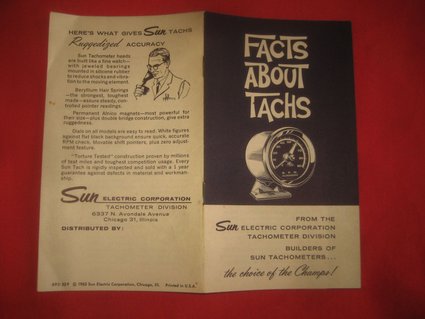 HERE'S WHAT GIVES Sun TACHS
Ruggedized ACCURACY
Sun Tachometer heads
are built like a fine watch—
with jeweled bearings
mounted in silicone rubber
to reduce shocks and vibra-
tion to the moving element.
Beryllium Hair Springs
—the strongest, toughest
made—assure steady, con-
trolled pointer readings.
Permanent Alnico magnets—most powerful for
their size—plus double bridge construction, give extra
ruggedness.
Dials on all models are easy to read. White figures
against flat black background ensure quick, accurate
RPM check. Movable shift pointers, plus zero adjust-
ment feature.
"Torture Tested" construction proven by millions
of test miles and toughest competition usage. Every
Sun Tach is rigidly inspected and sold with a 1 year
guarantee against defects in material and workman-
ship.
Sun ELECTRIC CORPORATION
TACHOMETER DIVISION
6337 N. Avondale Avenue
Chicago 31, Illinois
DISTRIBUTED BY:
© 1963 Sun Electric Corporation, Chicago, Ill. Printed in U.S.A.
FACTS
ABOUT
TACHS
FROM THE
Sun ELECTRIC CORPORATION
TACHOMETER DIVISION
BUILDERS OF
SUN TACHOMETERS...
the choice of the Champs!